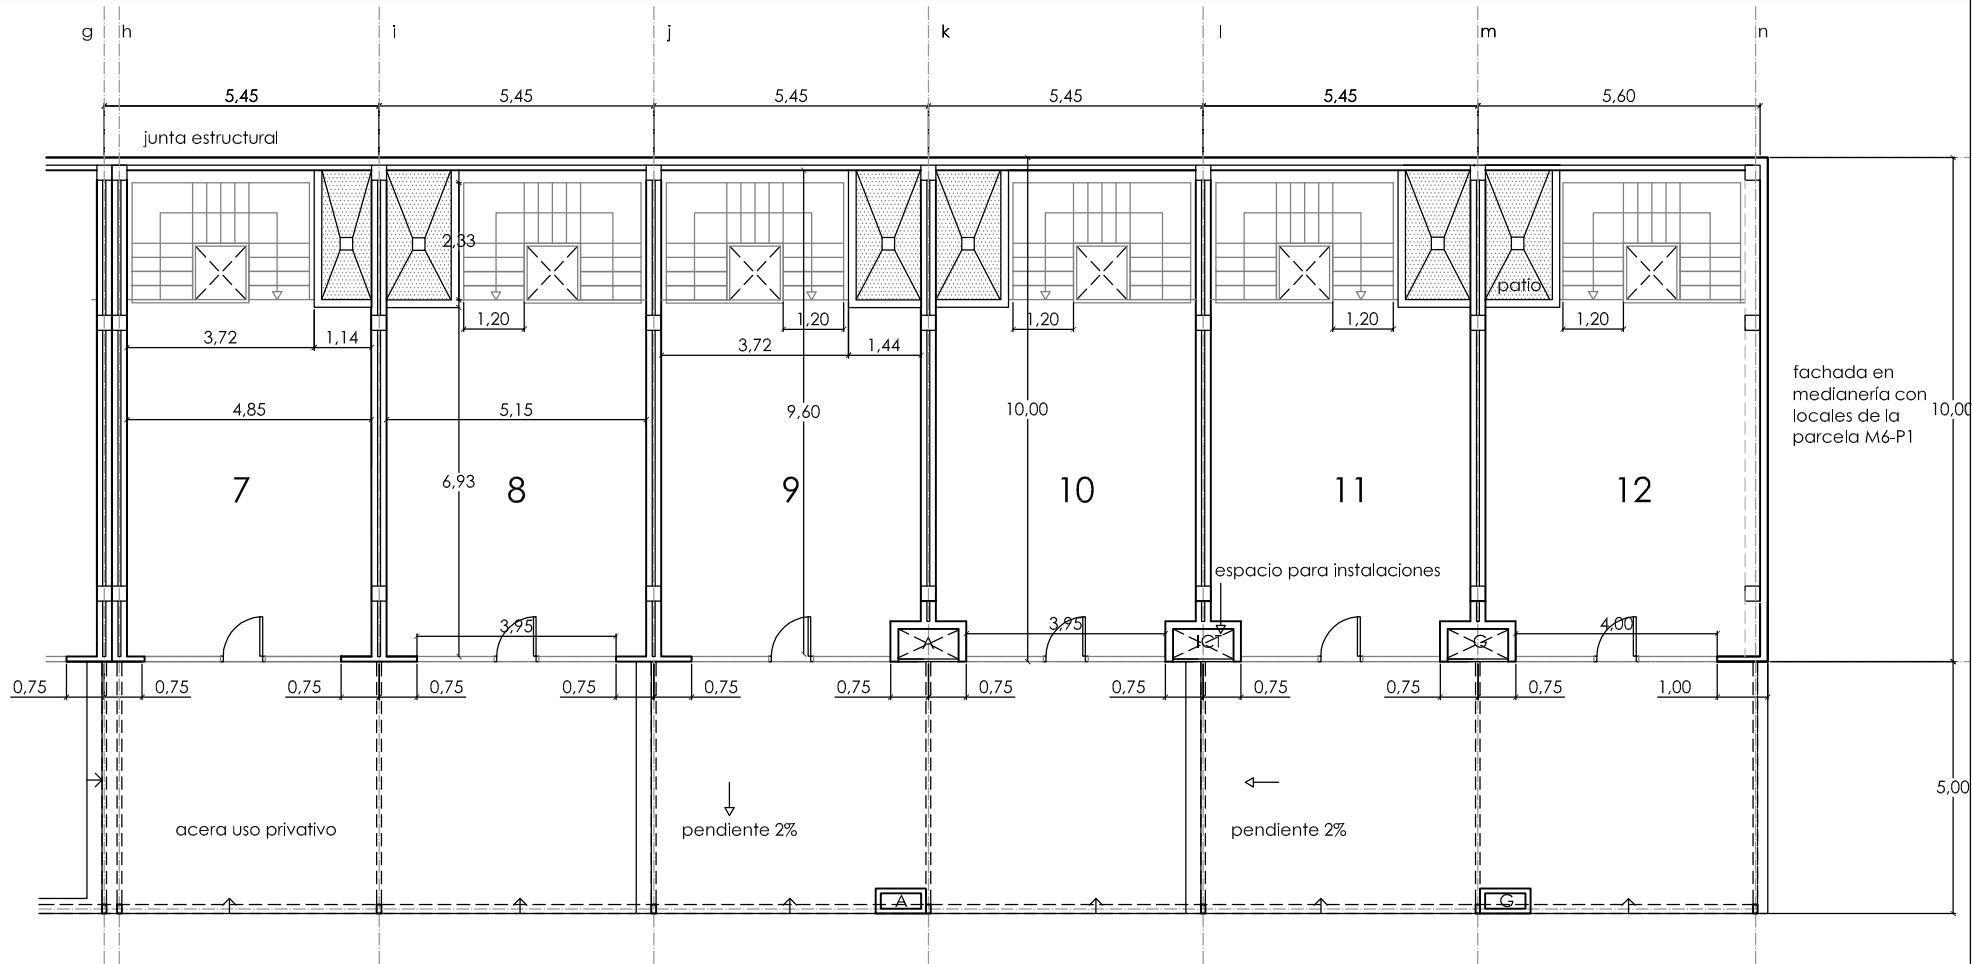 g h i j k l m n
5,45 5,45 5,45 5,45 5,45 5,60
junta estructural
2,33
patio
1,20 1,20 1,20 1,20 1,20
3,72 1,14 3,72 1,44
fachada en
medianería con
locales de la
parcela M6-P1
4,85 5,15 9,60 10,00 10,00
6,93
7 8 9 10 11 12
espacio para instalaciones
3,95 3,95 4,00
A ICT G
0,75 0,75 0,75 0,75 0,75 0,75 0,75 0,75 0,75 0,75 0,75 0,75 1,00
5,00
acera uso privativo pendiente 2% pendiente 2%
A G